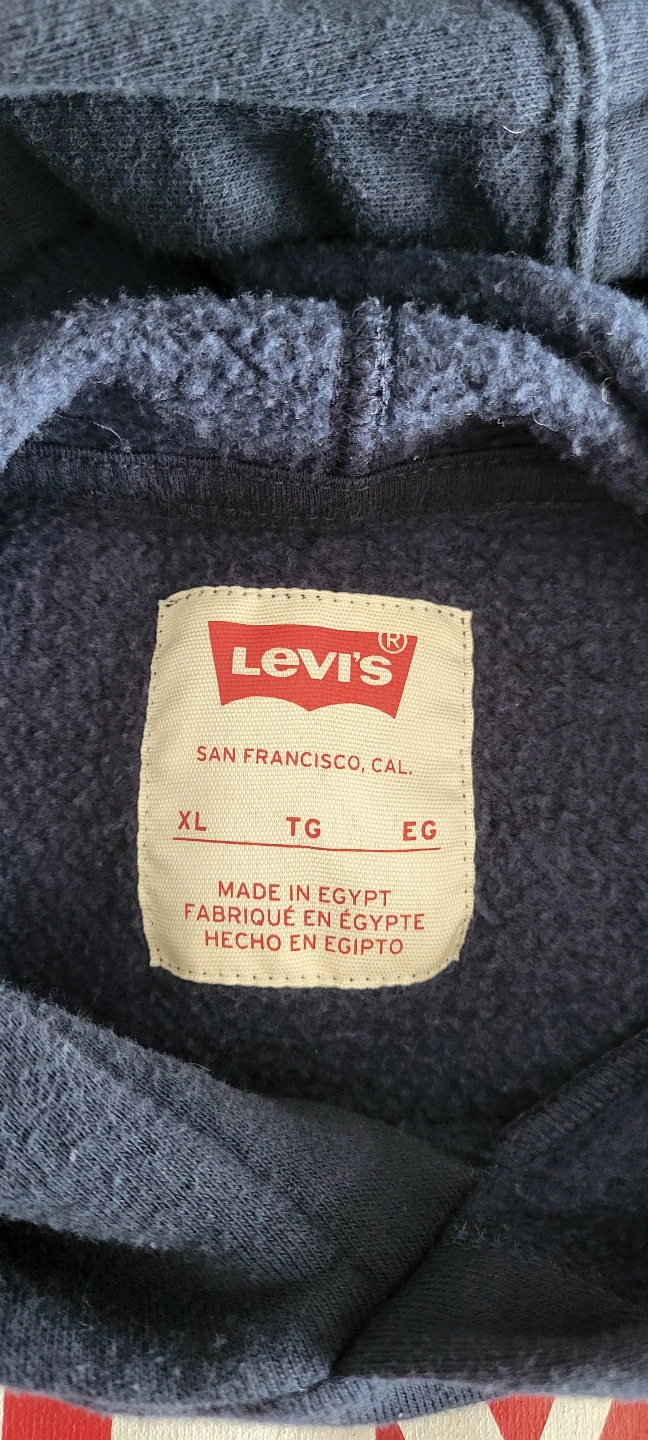 LEVI'S®
SAN FRANCISCO, CAL.
XL TG EG
MADE IN EGYPT
FABRIQUÉ EN ÉGYPTE
HECHO EN EGIPTO